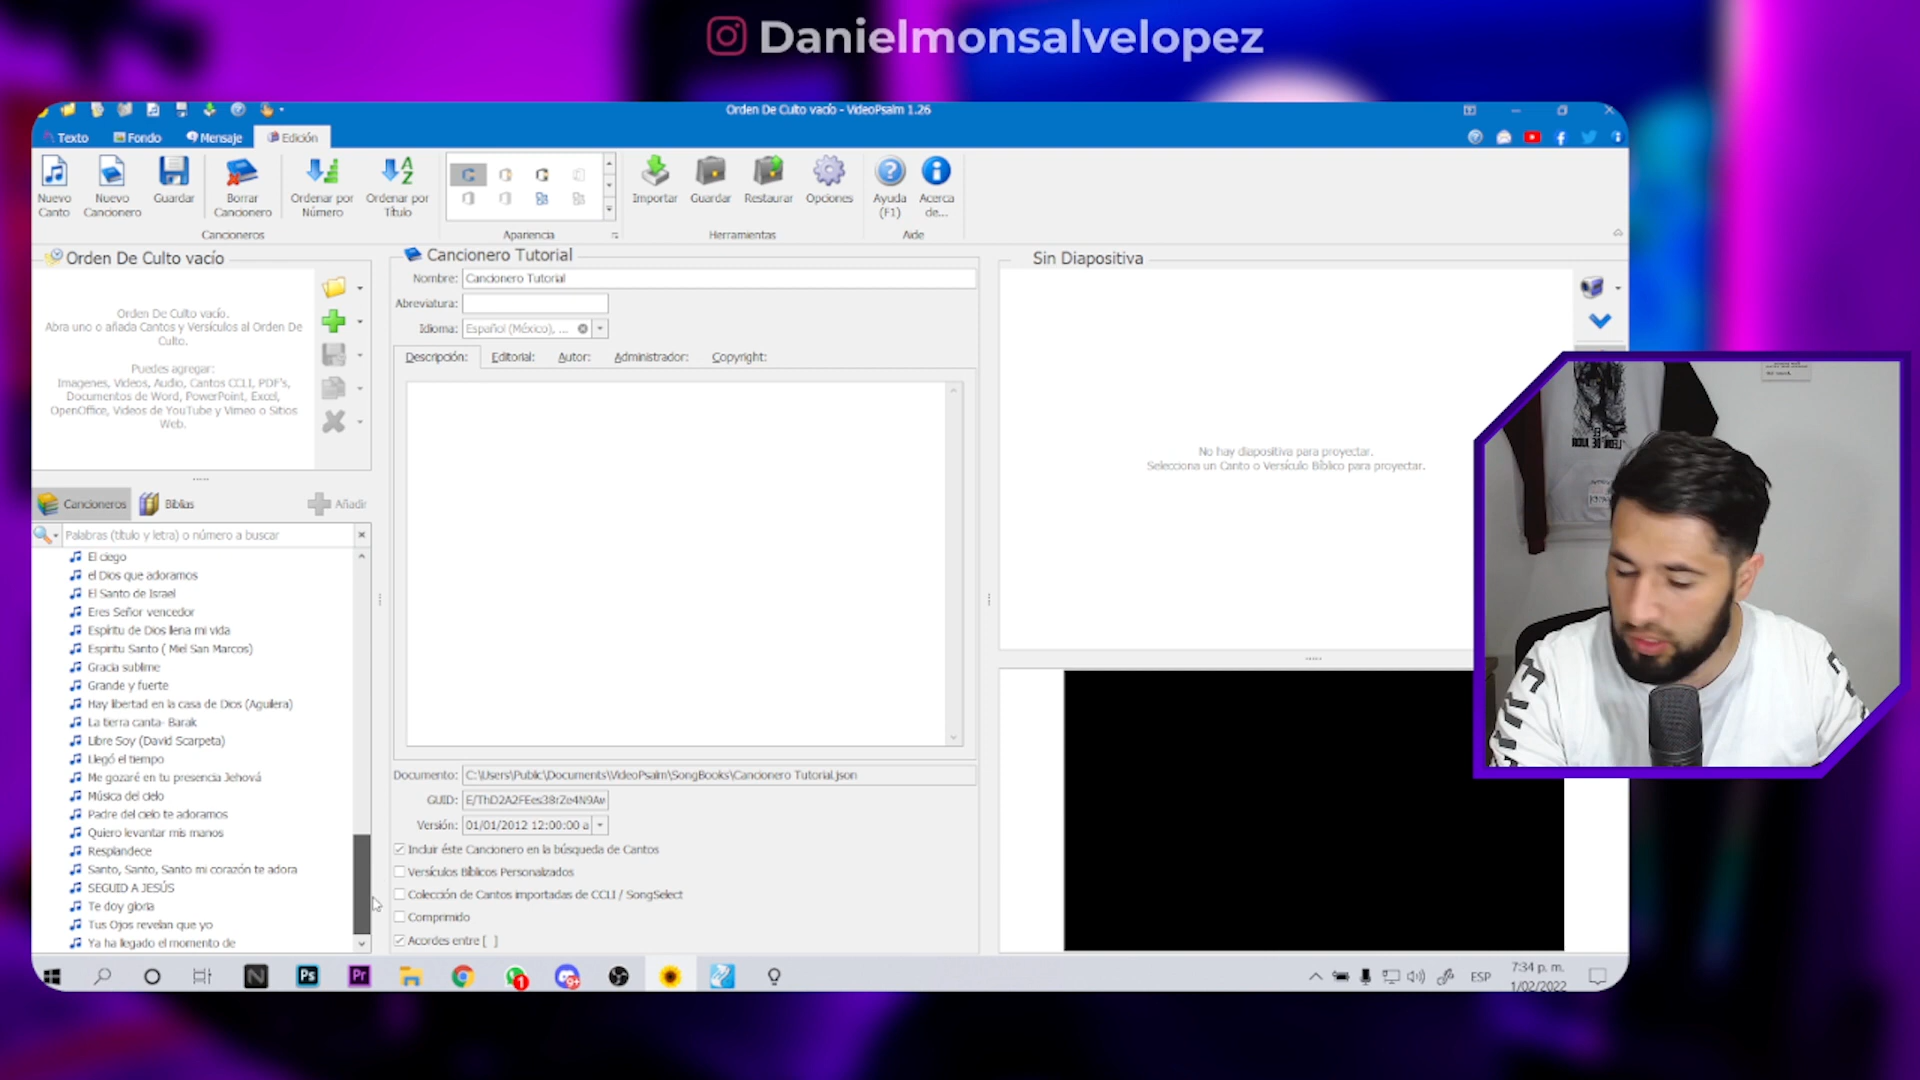 Danielmonsalvelopez
Orden De Culto vacío - VideoPsalm 1.26
Texto
Fondo
Mensaje
Edición
Nuevo Canto
Nuevo Cancionero
Guardar
Borrar Cancionero
Ordenar por Número
Ordenar por Título
Importar
Guardar
Restaurar
Opciones
Ayuda (F1)
Acerca de...
Cancioneros
Apariencia
Herramientas
Aide
Orden De Culto vacío
Orden De Culto vacío.
Abra uno o añada Cantos y Versículos al Orden De
Culto.
Puedes agregar:
Imagenes, Videos, Audio, Cantos CCLI, PDF's,
Documentos de Word, PowerPoint, Excel,
OpenOffice, Videos de YouTube y Vimeo o Sitios
Web.
Cancioneros
Biblias
Añadir
Palabras (título y letra) o número a buscar
El ciego
el Dios que adoramos
El Santo de Israel
Eres Señor vencedor
Espíritu de Dios llena mi vida
Espiritu Santo ( Miel San Marcos)
Gracia sublime
Grande y fuerte
Hay libertad en la casa de Dios (Aguilera)
La tierra canta- Barak
Libre Soy (David Scarpeta)
Llegó el tiempo
Me gozaré en tu presencia Jehová
Música del cielo
Padre del cielo te adoramos
Quiero levantar mis manos
Resplandece
Santo, Santo, Santo mi corazón te adora
SEGUID A JESÚS
Te doy gloria
Tus Ojos revelan que yo
Ya ha llegado el momento de
Cancionero Tutorial
Nombre: Cancionero Tutorial
Abreviatura:
Idioma: Español (México), ...
Descripción:
Editorial:
Autor:
Administrador:
Copyright:
Documento: C:\Users\Public\Documents\VideoPsalm\SongBooks\Cancionero Tutorial.json
GUID: E/ThD2A2FEes38rZe4N9Aw
Versión: 01/01/2012 12:00:00 a
Incluir éste Cancionero en la búsqueda de Cantos
Versículos Bíblicos Personalizados
Colección de Cantos importadas de CCLI / SongSelect
Comprimido
Acordes entre [ ]
Sin Diapositiva
No hay diapositiva para proyectar.
Selecciona un Canto o Versículo Bíblico para proyectar.
Ps
Pr
1
9+
ESP
7:34 p. m.
1/02/2022